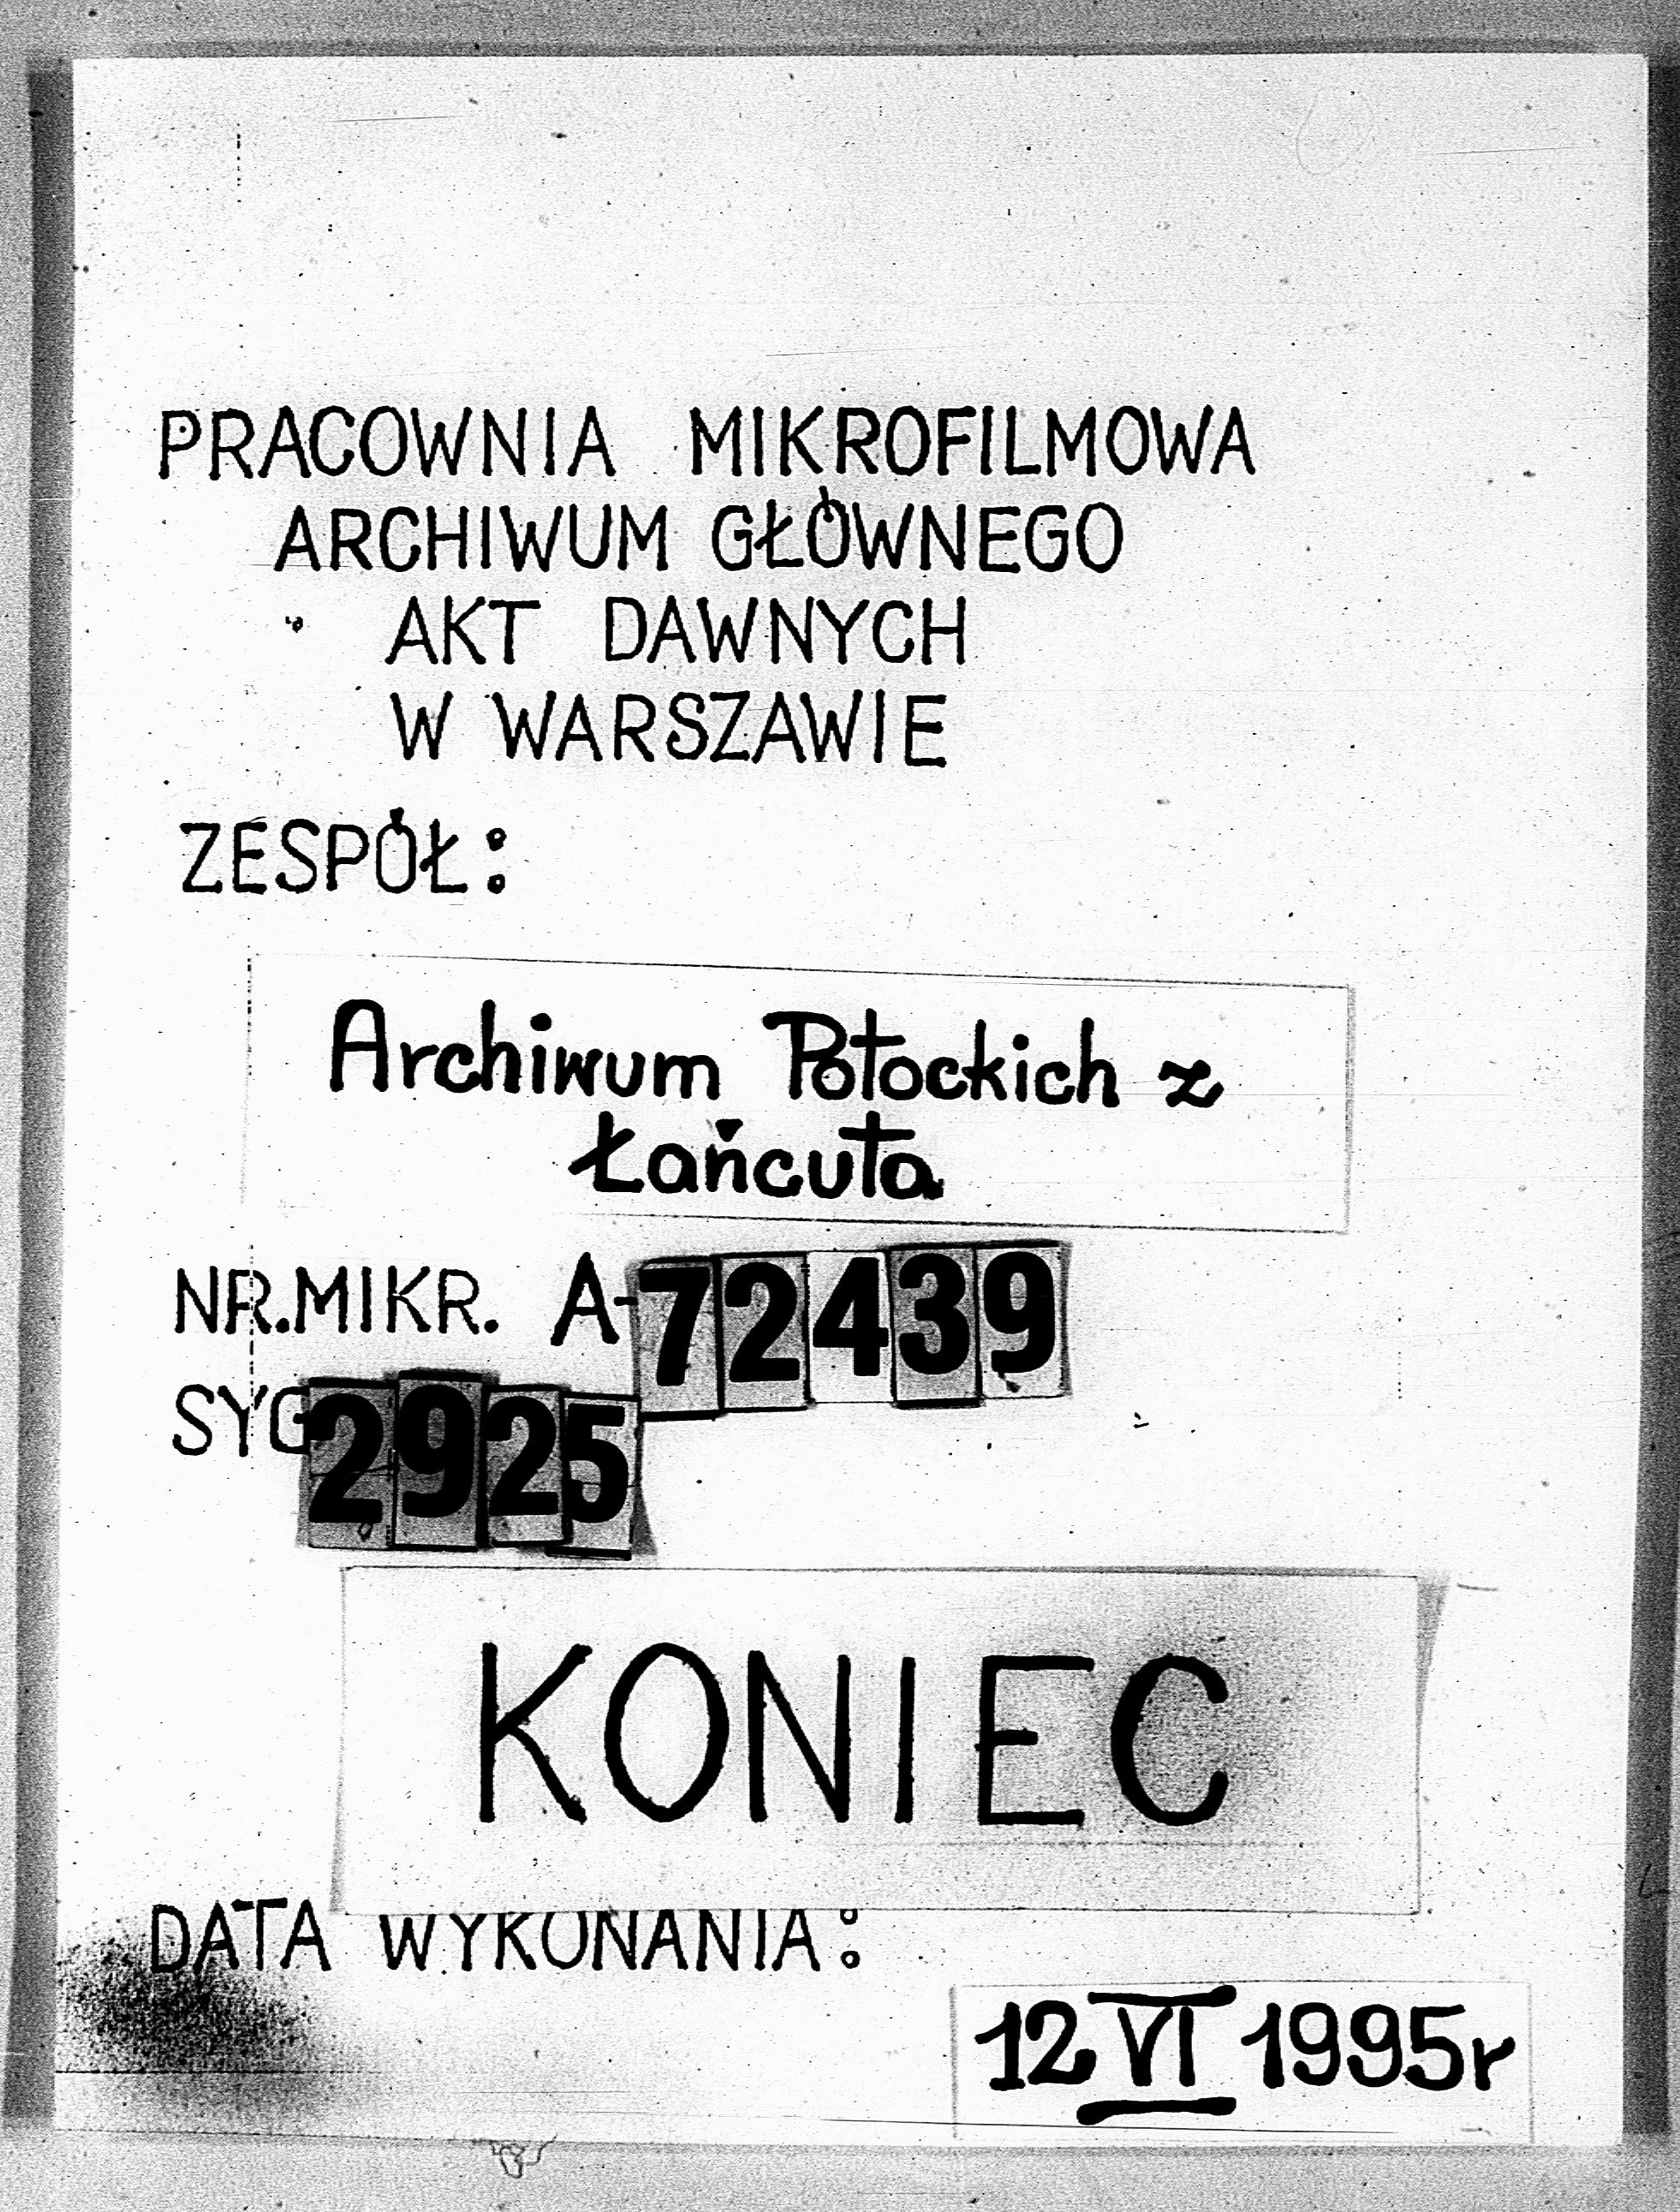 PRACOWNIA MIKROFILMOWA
ARCHIWUM GŁÓWNEGO
AKT DAWNYCH
W WARSZAWIE
ZESPÓŁ:
Archiwum Potockich z
Łańcuta
NR.MIKR. A-72439
SYG 2925
KONIEC
DATA WYKONANIA:
12 VI 1995r